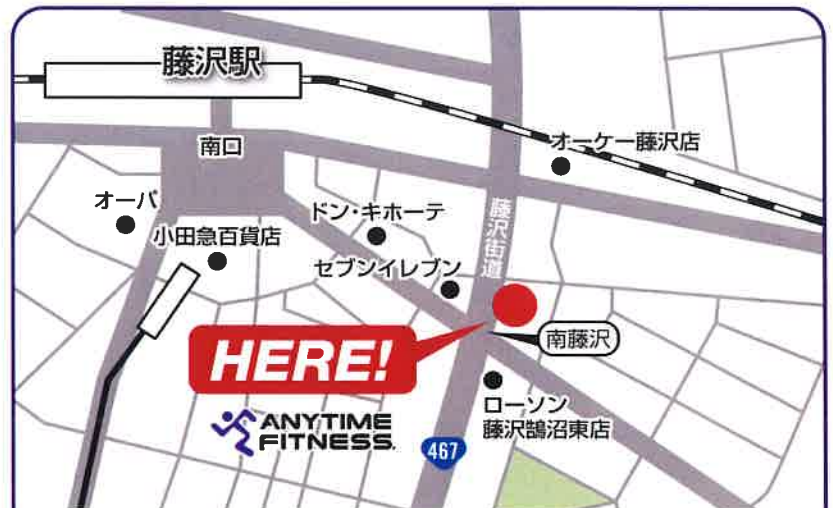 藤沢駅
南口
オーケー藤沢店
オーパ
小田急百貨店
ドン・キホーテ
藤沢街道
セブンイレブン
南藤沢
HERE!
ローソン
藤沢鵠沼東店
ANYTIME
FITNESS.
467